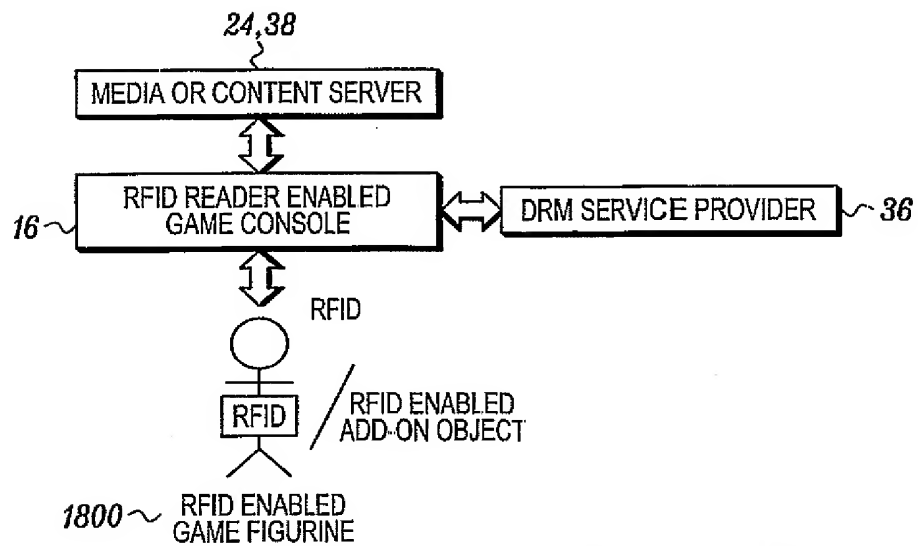 24,38
MEDIA OR CONTENT SERVER
RFID READER ENABLED
GAME CONSOLE
16
DRM SERVICE PROVIDER
36
RFID
RFID
RFID ENABLED
ADD-ON OBJECT
1800
RFID ENABLED
GAME FIGURINE